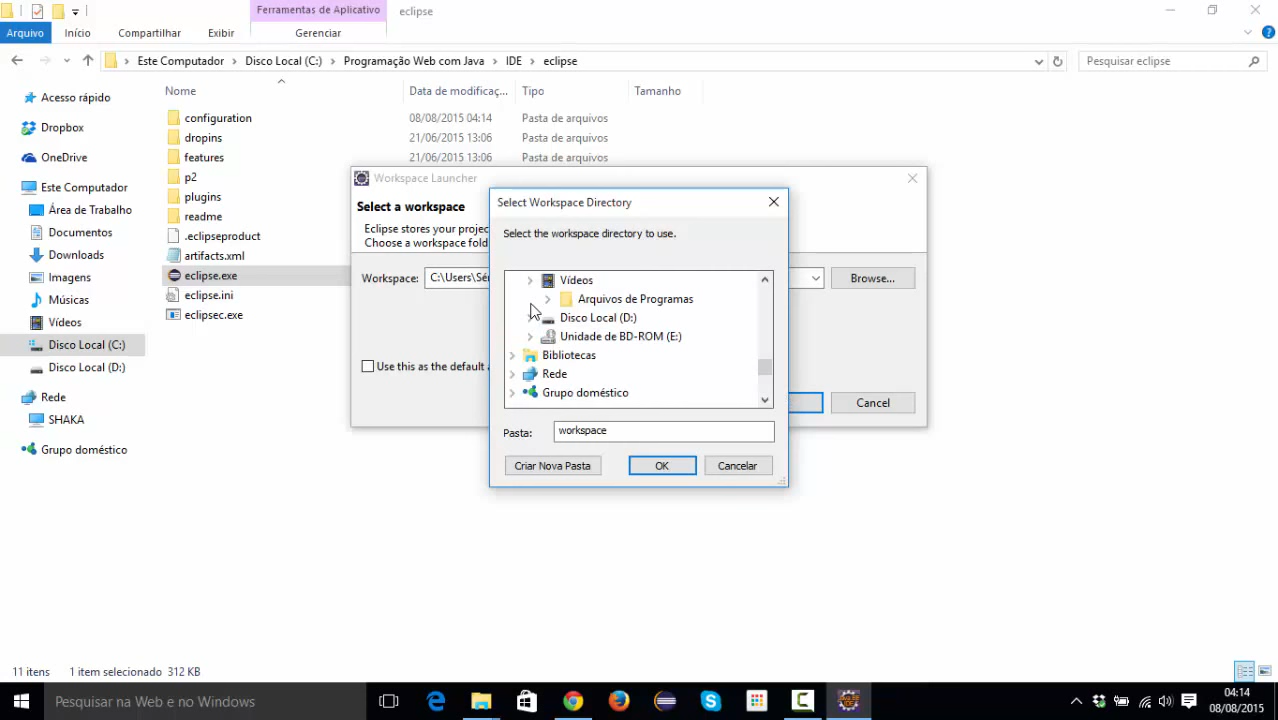 Ferramentas de Aplicativo
eclipse
Arquivo
Início
Compartilhar
Exibir
Gerenciar
Este Computador
Disco Local (C:)
Programação Web com Java
IDE
eclipse
Pesquisar eclipse
Nome
Data de modificaç...
Tipo
Tamanho
Acesso rápido
Dropbox
OneDrive
Este Computador
Área de Trabalho
Documentos
Downloads
Imagens
Músicas
Vídeos
Disco Local (C:)
Disco Local (D:)
Rede
SHAKA
Grupo doméstico
configuration 08/08/2015 04:14 Pasta de arquivos
dropins 21/06/2015 13:06 Pasta de arquivos
features 21/06/2015 13:06 Pasta de arquivos
p2
plugins
readme
.eclipseproduct
artifacts.xml
eclipse.exe
eclipse.ini
eclipsec.exe
Workspace Launcher
Select a workspace
Eclipse stores your proje
Choose a workspace fold
Workspace:
C:\Users\Sé
Browse...
Use this as the default a
Cancel
Select Workspace Directory
Select the workspace directory to use.
Vídeos
Arquivos de Programas
Disco Local (D:)
Unidade de BD-ROM (E:)
Bibliotecas
Rede
Grupo doméstico
Pasta:
workspace
Criar Nova Pasta
OK
Cancelar
11 itens
1 item selecionado 312 KB
Pesquisar na Web e no Windows
04:14
08/08/2015